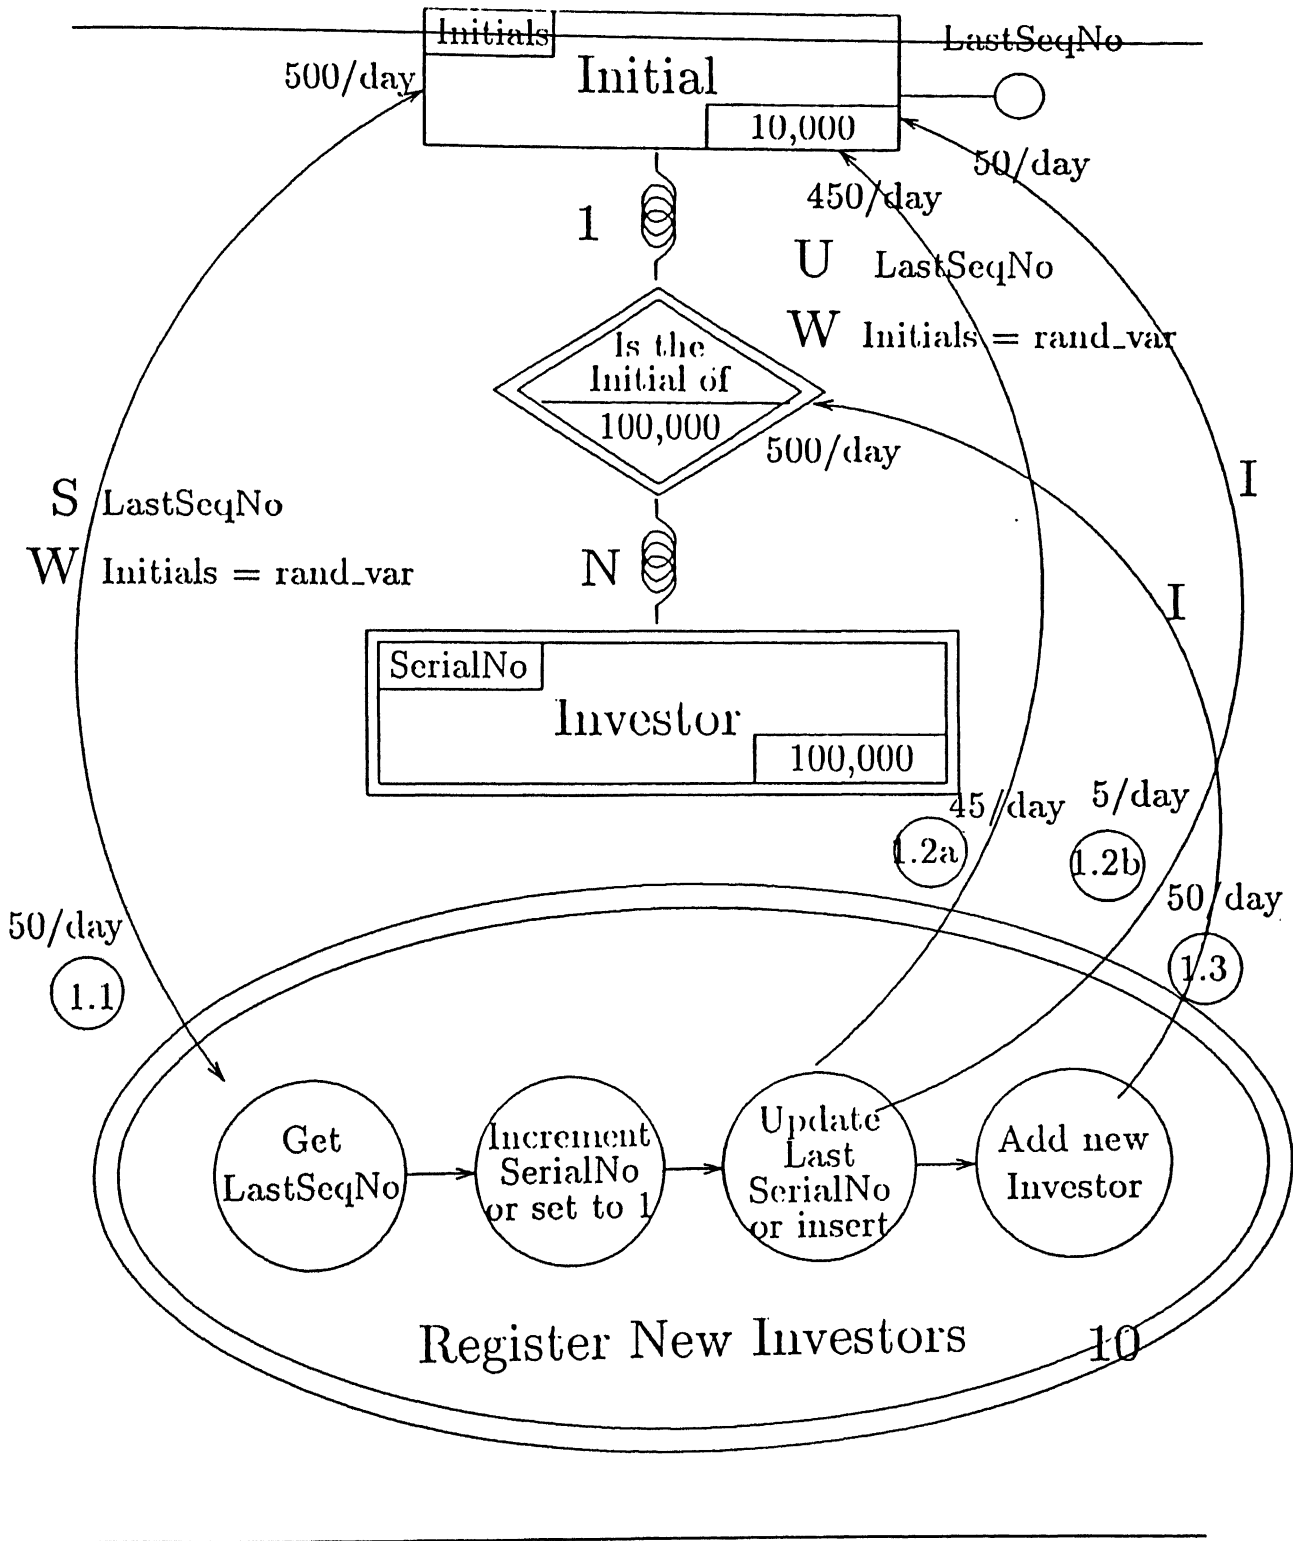 Initials
LastSeqNo
Initial
500/day
10,000
50/day
450/day
1
U LastSeqNo
W Initials = rand_var
Is the
Initial of
100,000
500/day
I
S LastSeqNo
W Initials = rand_var
N
I
SerialNo
Investor
100,000
45/day
5/day
1.2a
1.2b
50/day
50/day
1.3
1.1
Get
LastSeqNo
Increment
SerialNo
or set to 1
Update
Last
SerialNo
or insert
Add new
Investor
Register New Investors
10